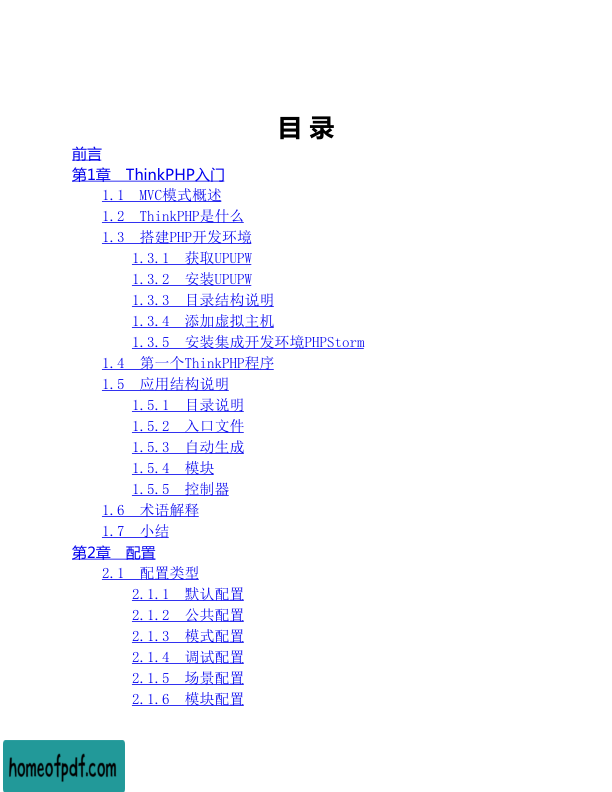 目 录
前言
第1章 ThinkPHP入门
1.1 MVC模式概述
1.2 ThinkPHP是什么
1.3 搭建PHP开发环境
1.3.1 获取UPUPW
1.3.2 安装UPUPW
1.3.3 目录结构说明
1.3.4 添加虚拟主机
1.3.5 安装集成开发环境PHPStorm
1.4 第一个ThinkPHP程序
1.5 应用结构说明
1.5.1 目录说明
1.5.2 入口文件
1.5.3 自动生成
1.5.4 模块
1.5.5 控制器
1.6 术语解释
1.7 小结
第2章 配置
2.1 配置类型
2.1.1 默认配置
2.1.2 公共配置
2.1.3 模式配置
2.1.4 调试配置
2.1.5 场景配置
2.1.6 模块配置
homeofpdf.com